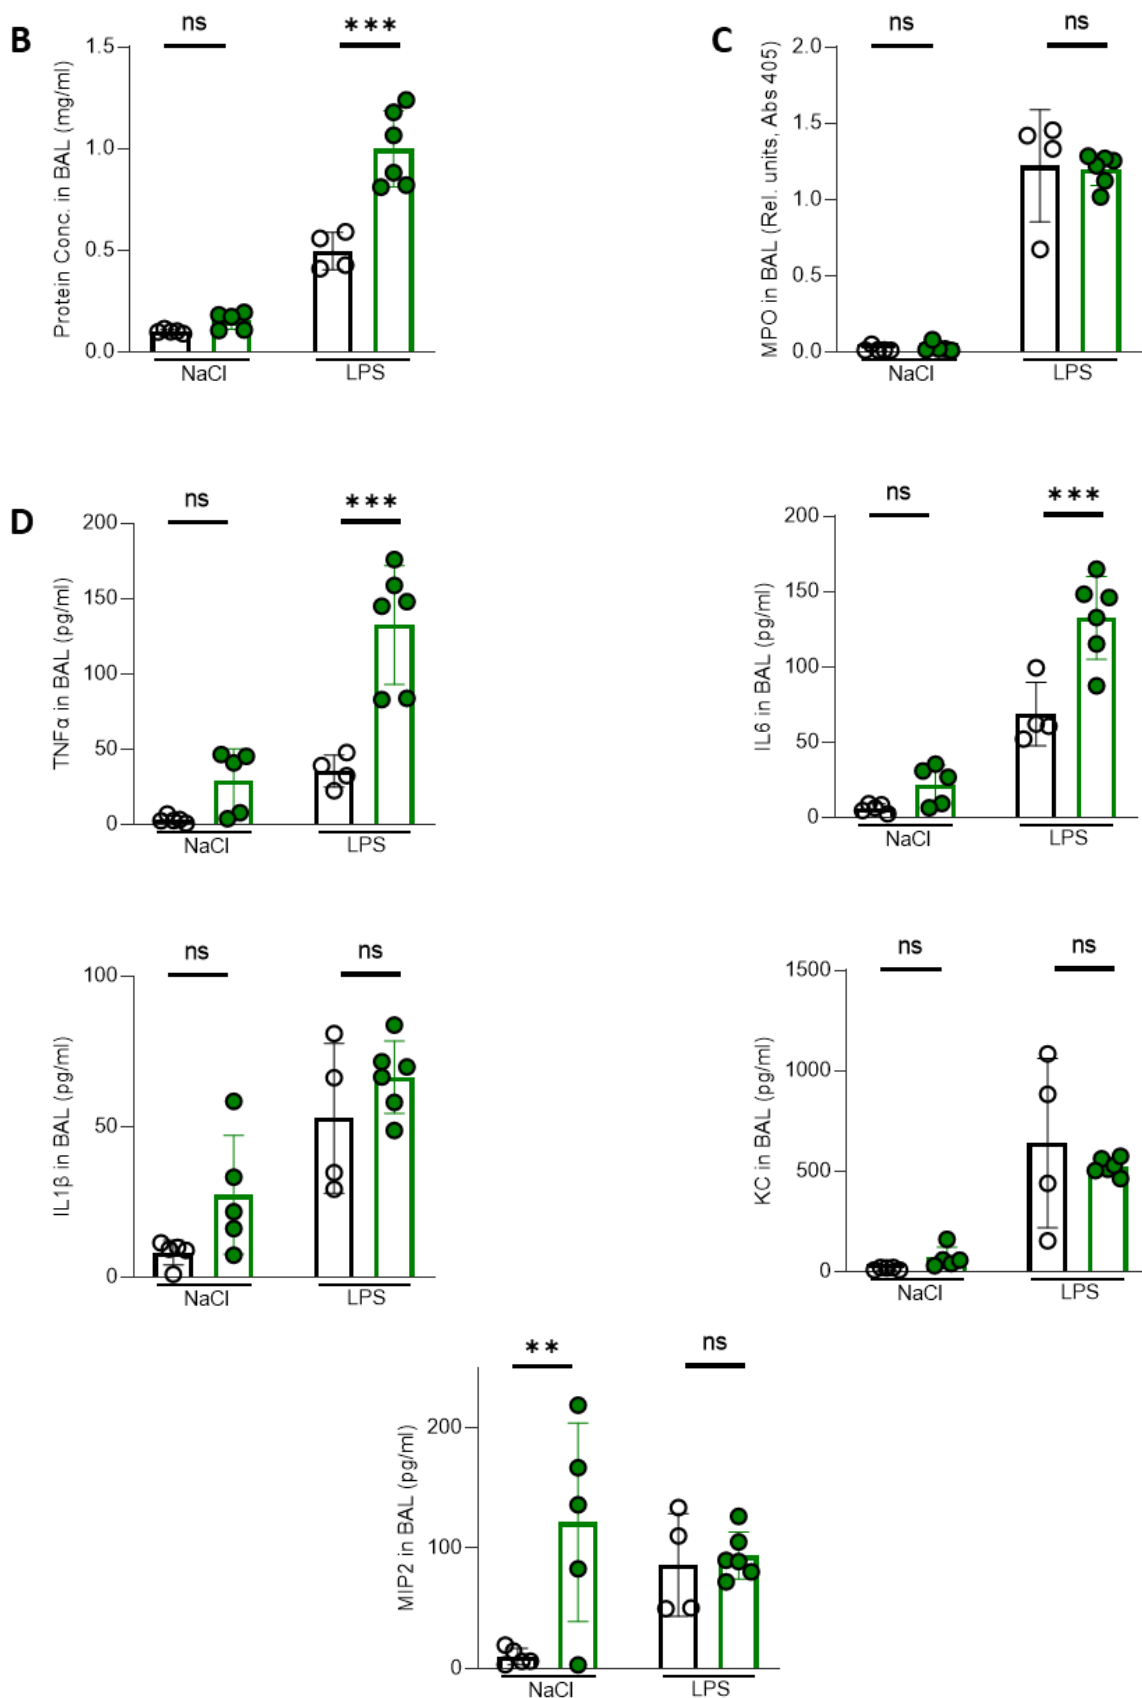 B
ns
***
1.5
1.0
0.5
0.0
Protein Conc. in BAL (mg/ml)
NaCl
LPS
C
ns
ns
2.0
1.5
1.0
0.5
0.0
MPO in BAL (Rel. units, Abs 405)
NaCl
LPS
D
ns
***
200
150
100
50
0
TNFα in BAL (pg/ml)
NaCl
LPS
ns
***
200
150
100
50
0
IL6 in BAL (pg/ml)
NaCl
LPS
ns
ns
100
50
0
IL1β in BAL (pg/ml)
NaCl
LPS
ns
ns
1500
1000
500
0
KC in BAL (pg/ml)
NaCl
LPS
**
ns
200
100
0
MIP2 in BAL (pg/ml)
NaCl
LPS